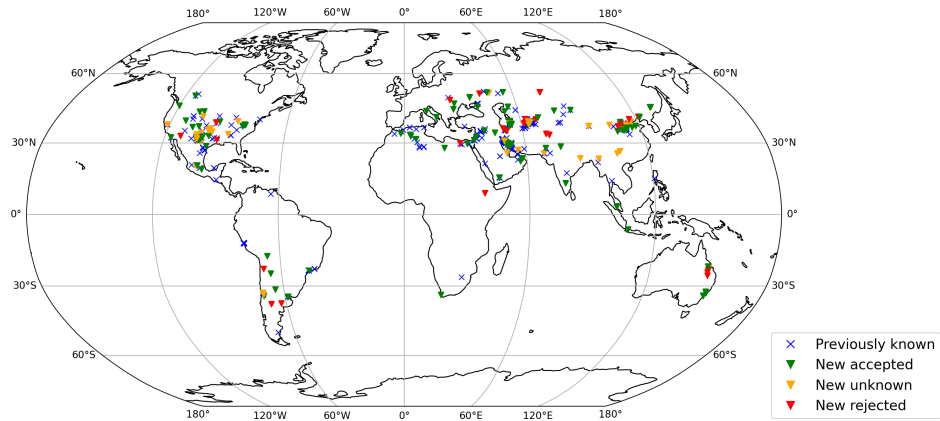 180° 120°W 60°W 0° 60°E 120°E 180°
60°N 60°N
30°N 30°N
0° 0°
30°S 30°S
60°S 60°S
180° 120°W 60°W 0° 60°E 120°E 180°
Previously known
New accepted
New unknown
New rejected